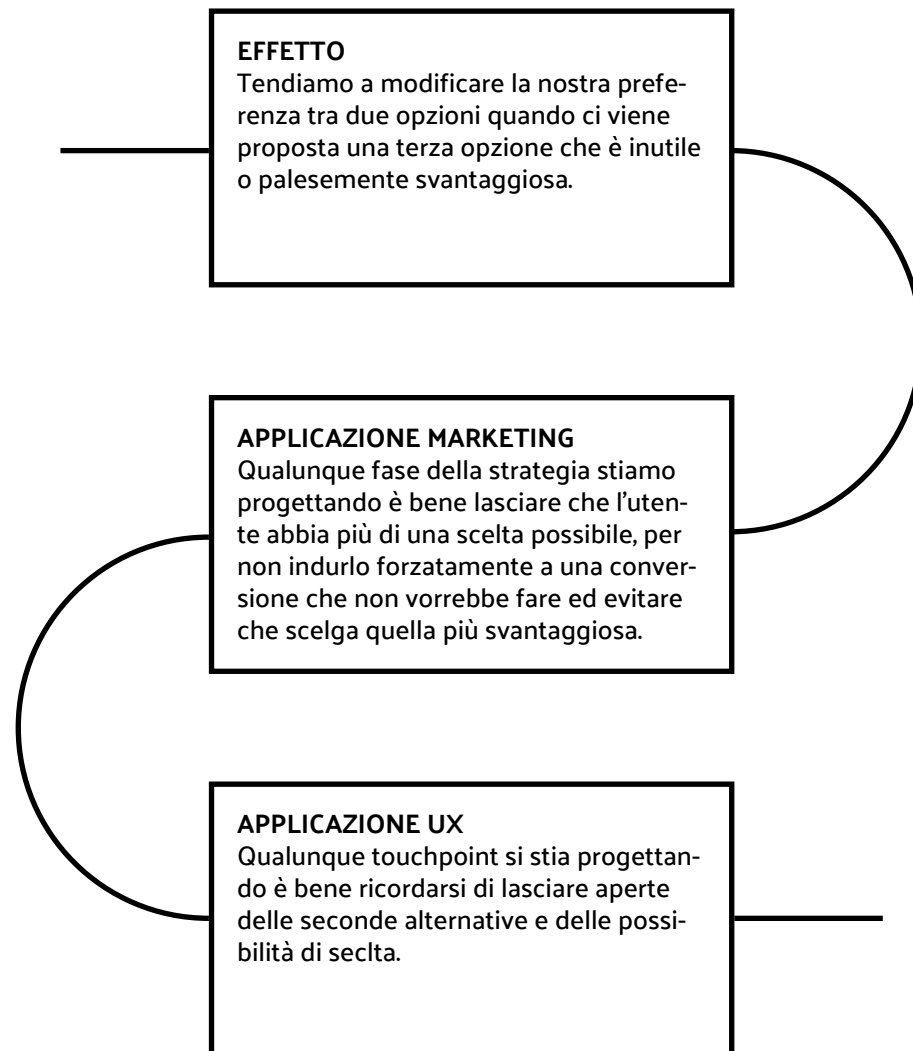 EFFETTO
Tendiamo a modificare la nostra prefe-
renza tra due opzioni quando ci viene
proposta una terza opzione che è inutile
o palesemente svantaggiosa.
APPLICAZIONE MARKETING
Qualunque fase della strategia stiamo
progettando è bene lasciare che l'uten-
te abbia più di una scelta possibile, per
non indurlo forzatamente a una conver-
sione che non vorrebbe fare ed evitare
che scelga quella più svantaggiosa.
APPLICAZIONE UX
Qualunque touchpoint si stia progettan-
do è bene ricordarsi di lasciare aperte
delle seconde alternative e delle possi-
bilità di seclta.